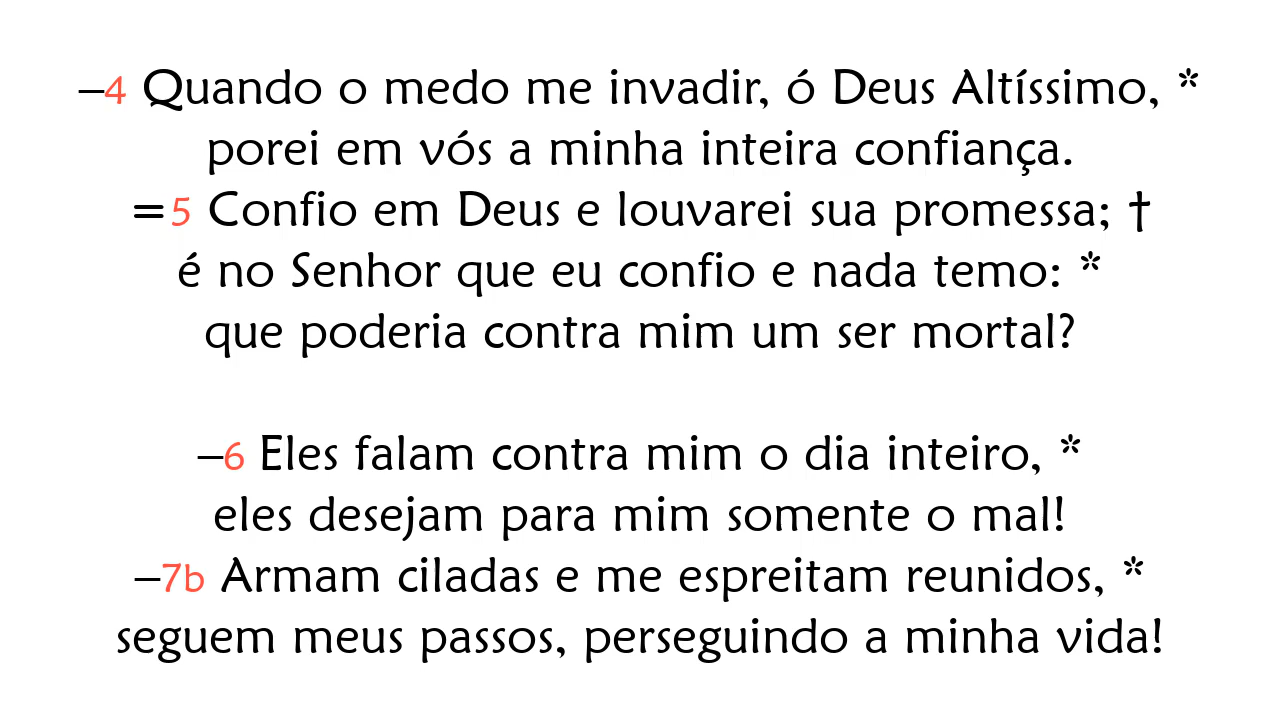 –4 Quando o medo me invadir, ó Deus Altíssimo, *
porei em vós a minha inteira confiança.
=5 Confio em Deus e louvarei sua promessa; †
é no Senhor que eu confio e nada temo: *
que poderia contra mim um ser mortal?
–6 Eles falam contra mim o dia inteiro, *
eles desejam para mim somente o mal!
–7b Armam ciladas e me espreitam reunidos, *
seguem meus passos, perseguindo a minha vida!